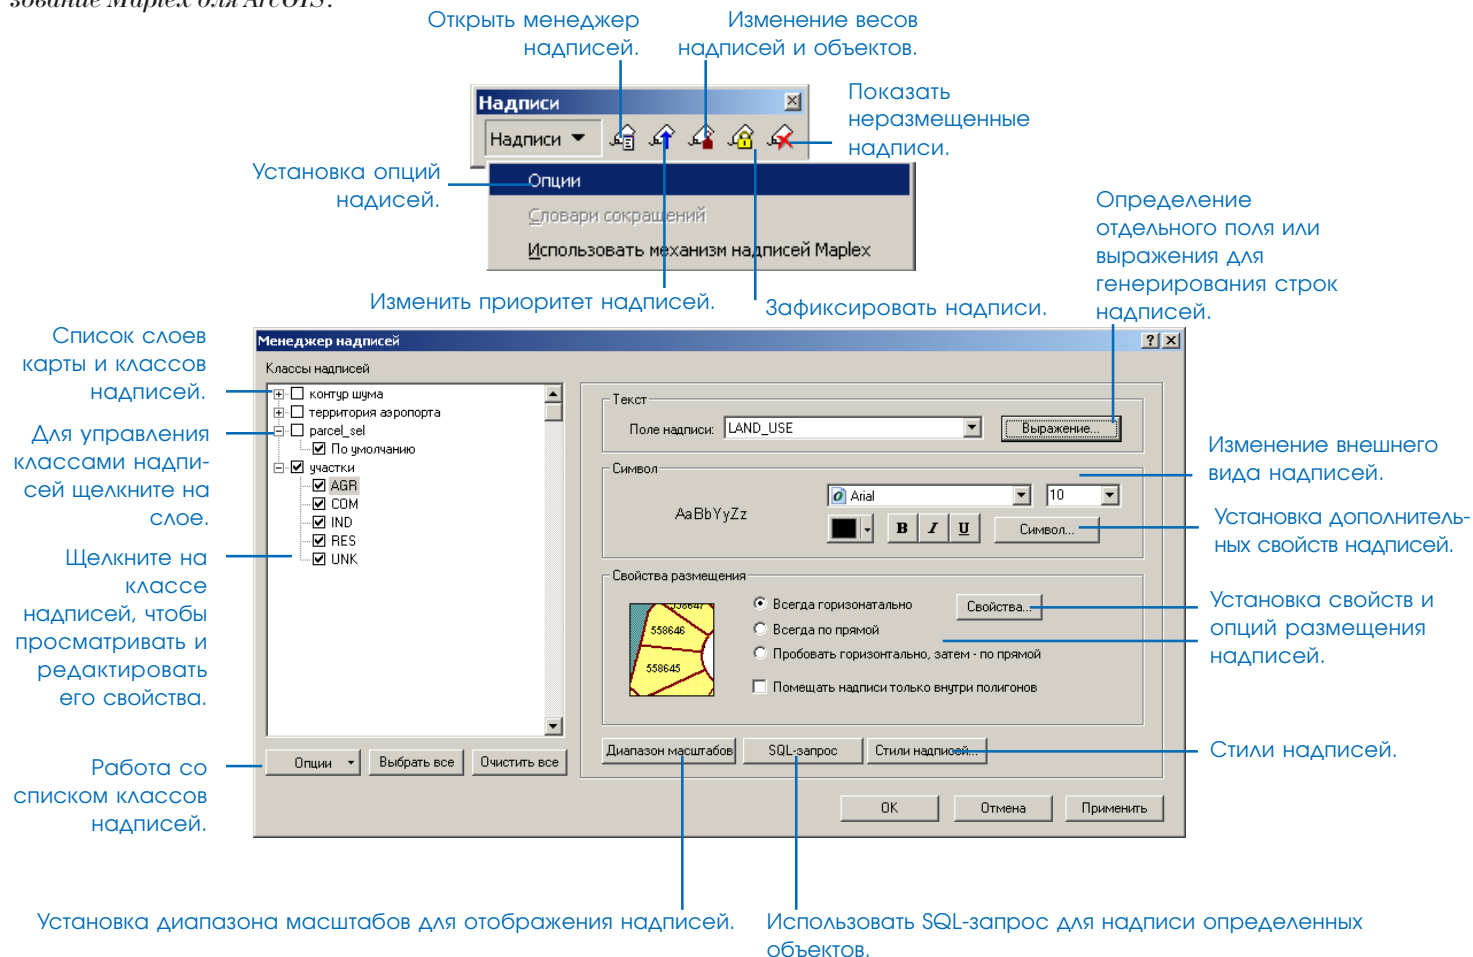 зование Maplex для ArcGIS.
Открыть менеджер
надписей.
Изменение весов
надписей и объектов.
Показать
неразмещенные
надписи.
Надписи
Надписи
Установка опций
надисей.
Опции
Словари сокращений
Использовать механизм надписей Maplex
Определение
отдельного поля или
выражения для
генерирования строк
надписей.
Изменить приоритет надписей.
Зафиксировать надписи.
Список слоев
карты и классов
надписей.
Для управления
классами надпи-
сей щелкните на
слое.
Щелкните на
классе
надписей, чтобы
просматривать и
редактировать
его свойства.
Работа со
списком классов
надписей.
Менеджер надписей
Классы надписей
контур шума
территория аэропорта
parcel_sel
По умолчанию
участки
AGR
COM
IND
RES
UNK
Опции
Выбрать все
Очистить все
Текст
Поле надписи:
LAND_USE
Выражение...
Символ
AaBbYyZz
Arial
10
B
I
U
Символ...
Свойства размещения
558647
558646
558645
Всегда горизонатально
Всегда по прямой
Пробовать горизонтально, затем - по прямой
Помещать надписи только внутри полигонов
Свойства...
Диапазон масштабов
SQL-запрос
Стили надписей...
OK
Отмена
Применить
Изменение внешнего
вида надписей.
Установка дополнитель-
ных свойств надписей.
Установка свойств и
опций размещения
надписей.
Стили надписей.
Установка диапазона масштабов для отображения надписей.
Использовать SQL-запрос для надписи определенных
объектов.